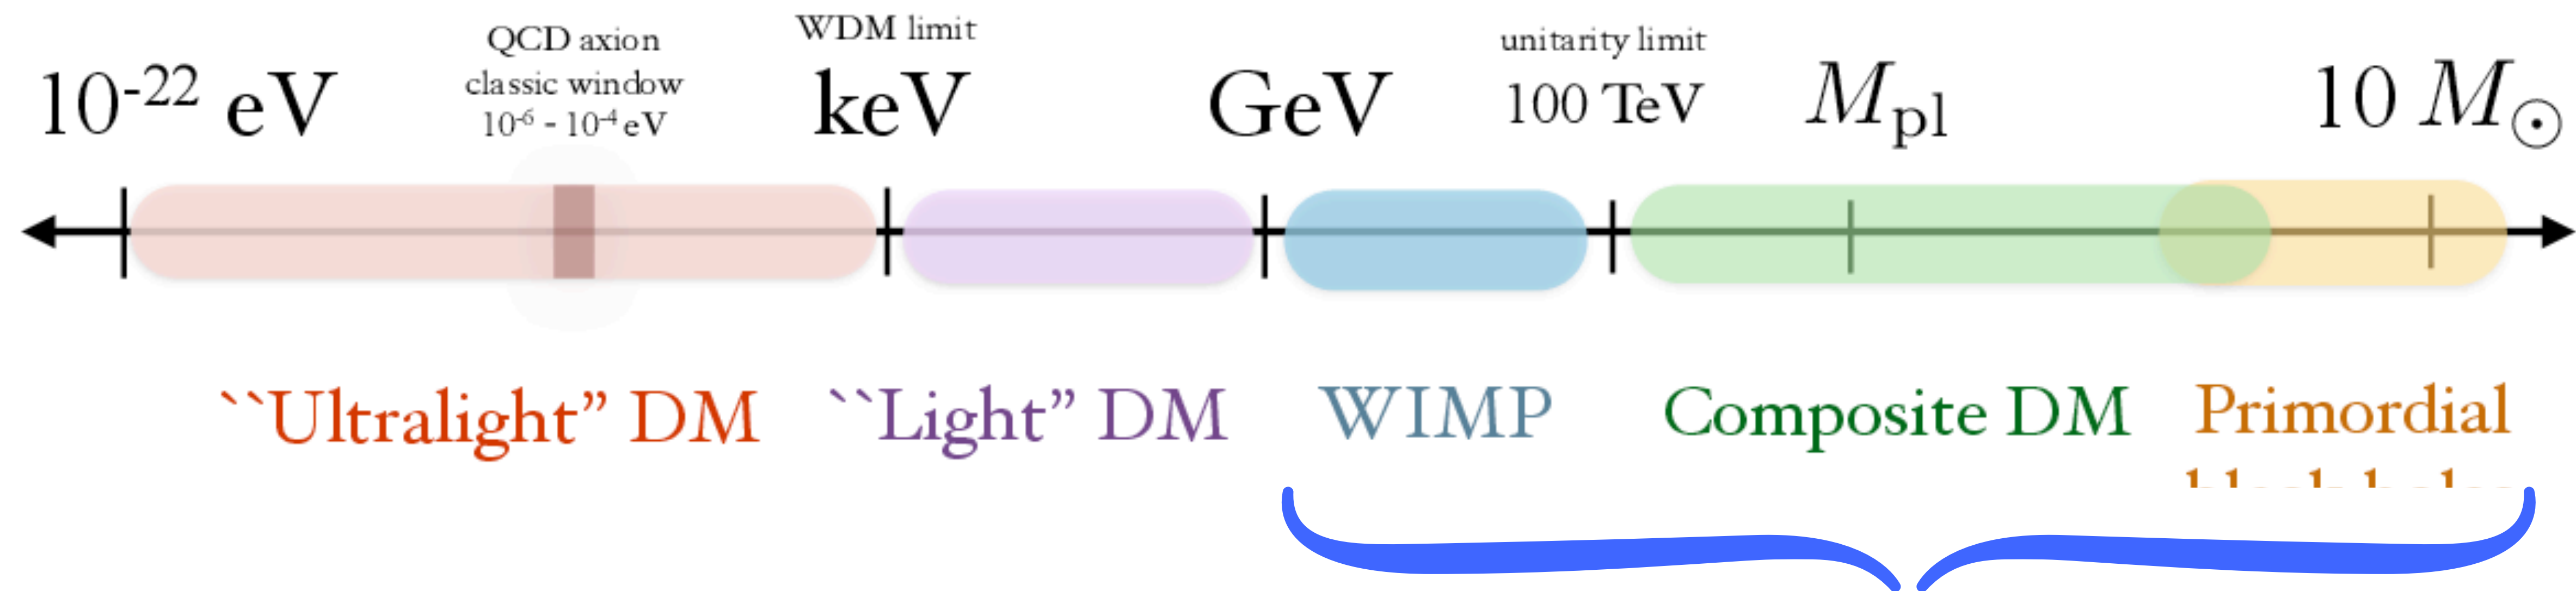 10⁻²² eV
QCD axion
classic window
10⁻⁶ - 10⁻⁴ eV
WDM limit
keV
GeV
unitarity limit
100 TeV
Mpl
10 M☉
``Ultralight” DM
``Light” DM
WIMP
Composite DM
Primordial